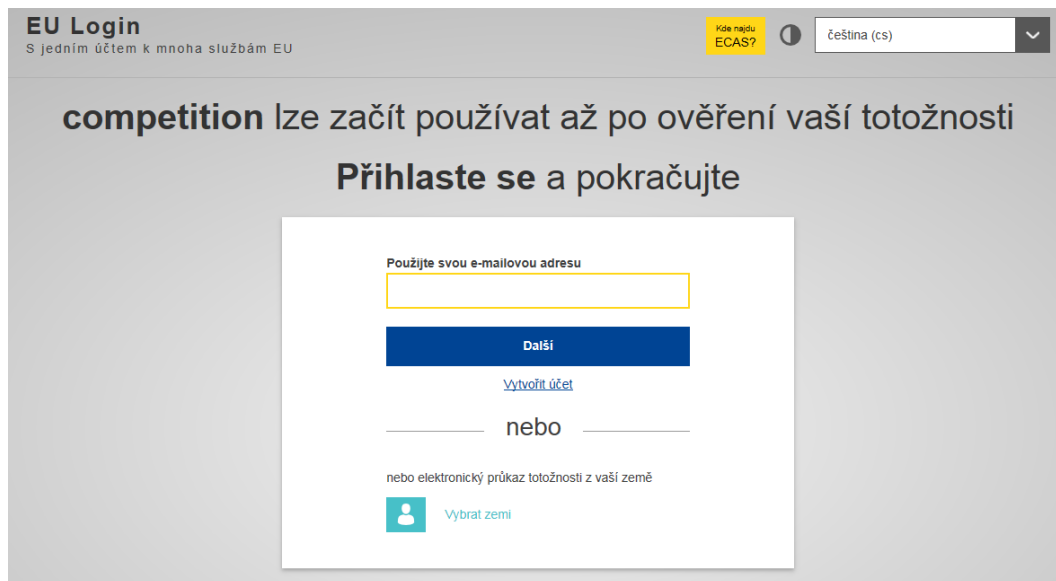 EU Login
S jedním účtem k mnoha službám EU
Kde najdu
ECAS?
čeština (cs)
competition lze začít používat až po ověření vaší totožnosti
Přihlaste se a pokračujte
Použijte svou e-mailovou adresu
Další
Vytvořit účet
nebo
nebo elektronický průkaz totožnosti z vaší země
Vybrat zemi